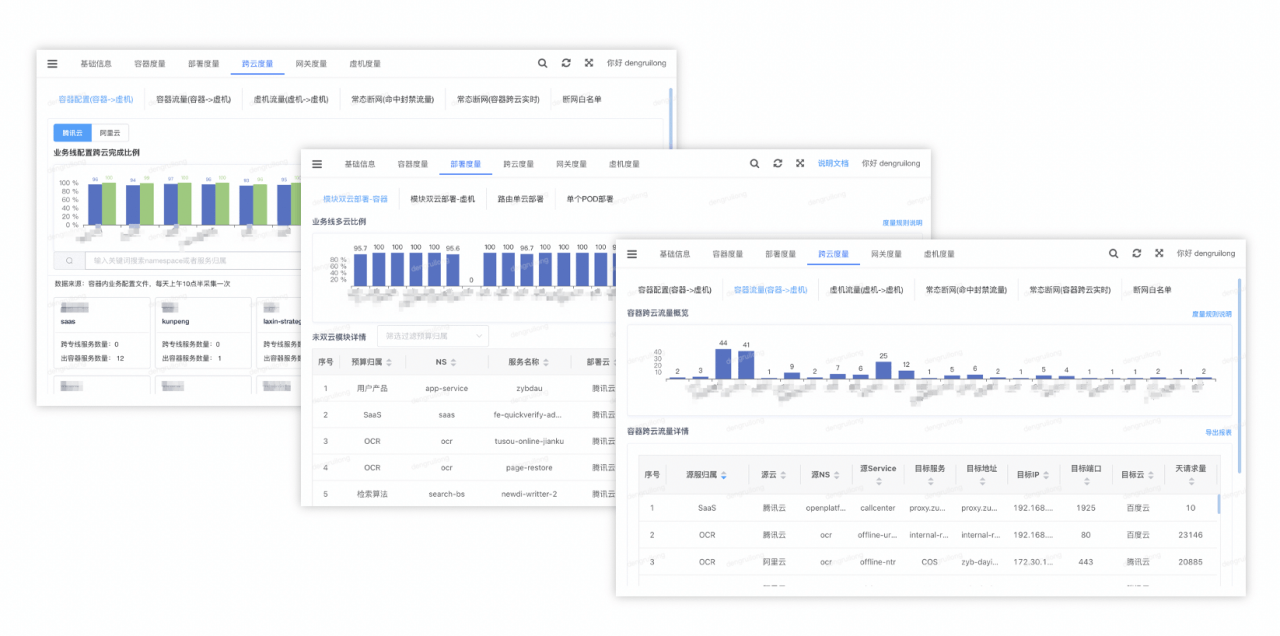 基础信息 容器度量 部署度量 跨云度量 网关度量 虚机度量 你好 dengruilong
容器配置(容器->虚机) 容器流量(容器->虚机) 虚机流量(虚机->虚机) 常态断网(命中封禁流量) 常态断网(容器跨云实时) 断网白名单
腾讯云 阿里云
业务线配置跨云完成比例
95 100 94 100 97 100 96 100 93 100 95 100
100 %
80 %
60 %
40 %
20 %
0 %
输入关键词搜索namespace或者服务归属
数据来源:容器内业务配置文件,每天上午10点半采集一次
saas kunpeng laxin-strateg
跨专线服务数量:0 跨专线服务数量:0 跨专线服务数
出容器服务数量:12 出容器服务数量:1 出容器服务数
基础信息 容器度量 部署度量 跨云度量 网关度量 虚机度量 说明文档 你好 dengruilong
模块双云部署-容器 模块双云部署-虚机 路由单云部署 单个POD部署
业务线多云比例 度量规则说明
95.7 100 100 100 100 95.6 0 100 100 96.7 100 100 100 100
80 %
60 %
40 %
20 %
未双云模块详情 筛选过滤预算归属
序号 预算归属 NS 服务名称 部署云
1 用户产品 app-service zybdau 腾讯云
2 SaaS saas fe-quickverify-ad... 腾讯云
3 OCR ocr tusou-online-jianku 腾讯云
4 OCR ocr page-restore 腾讯云
5 检索算法 search-bs newdi-writter-2 腾讯云
基础信息 容器度量 部署度量 跨云度量 网关度量 虚机度量 你好 dengruilong
容器配置(容器->虚机) 容器流量(容器->虚机) 虚机流量(虚机->虚机) 常态断网(命中封禁流量) 常态断网(容器跨云实时) 断网白名单
容器跨云流量概览 度量规则说明
2 3 44 41 1 9 2 7 6 25 12 1 5 6 2 1 5 4 1 1 1 2 1 2
40
30
20
10
容器跨云流量详情 导出报表
序号 源服归属 源云 源NS 源Service 目标服务 目标地址 目标IP 目标端口 目标云 天请求量
1 SaaS 腾讯云 openplatf... callcenter proxy.zu... proxy.zu... 192.168.... 1925 百度云 10
2 OCR 腾讯云 ocr offline-ur... internal-r... internal-r... 192.168.... 80 百度云 23146
3 OCR 阿里云 ocr offline-ntr COS zyb-dayi... 172.30.1... 443 腾讯云 20885